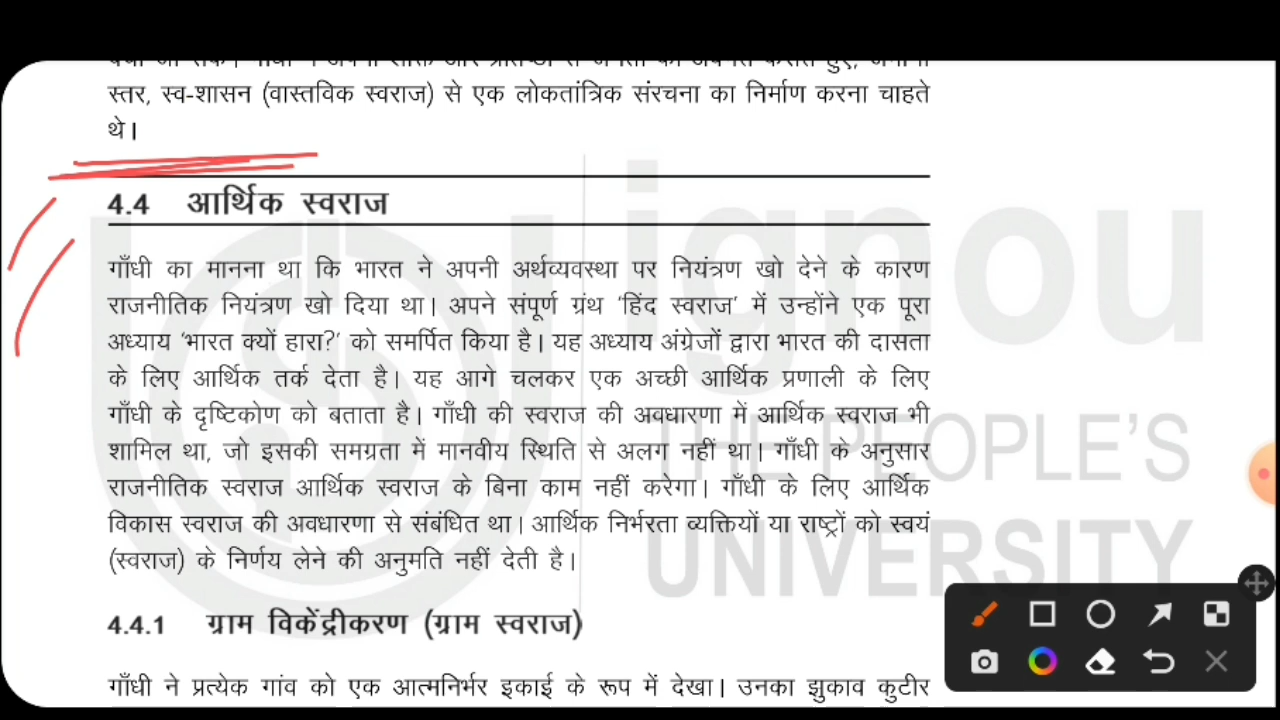 स्तर, स्व-शासन (वास्तविक स्वराज) से एक लोकतांत्रिक संरचना का निर्माण करना चाहते
थे।
4.4 आर्थिक स्वराज
गाँधी का मानना था कि भारत ने अपनी अर्थव्यवस्था पर नियंत्रण खो देने के कारण
राजनीतिक नियंत्रण खो दिया था। अपने संपूर्ण ग्रंथ 'हिंद स्वराज' में उन्होंने एक पूरा
अध्याय 'भारत क्यों हारा?' को समर्पित किया है। यह अध्याय अंग्रेजों द्वारा भारत की दासता
के लिए आर्थिक तर्क देता है। यह आगे चलकर एक अच्छी आर्थिक प्रणाली के लिए
गाँधी के दृष्टिकोण को बताता है। गाँधी की स्वराज की अवधारणा में आर्थिक स्वराज भी
शामिल था, जो इसकी समग्रता में मानवीय स्थिति से अलग नहीं था। गाँधी के अनुसार
राजनीतिक स्वराज आर्थिक स्वराज के बिना काम नहीं करेगा। गाँधी के लिए आर्थिक
विकास स्वराज की अवधारणा से संबंधित था। आर्थिक निर्भरता व्यक्तियों या राष्ट्रों को स्वयं
(स्वराज) के निर्णय लेने की अनुमति नहीं देती है।
4.4.1 ग्राम विकेंद्रीकरण (ग्राम स्वराज)
गाँधी ने प्रत्येक गांव को एक आत्मनिर्भर इकाई के रूप में देखा। उनका झुकाव कुटीर
ignou
THE PEOPLE'S
UNIVERSITY